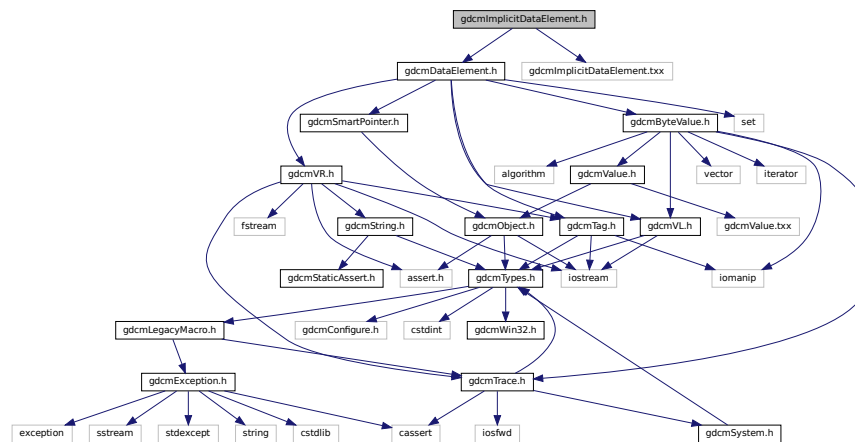 gdcmImplicitDataElement.h
gdcmDataElement.h
gdcmImplicitDataElement.txx
gdcmSmartPointer.h
gdcmByteValue.h
set
gdcmVR.h
algorithm
gdcmValue.h
vector
iterator
fstream
gdcmString.h
gdcmObject.h
gdcmTag.h
gdcmVL.h
gdcmValue.txx
gdcmStaticAssert.h
assert.h
gdcmTypes.h
iostream
iomanip
gdcmLegacyMacro.h
gdcmConfigure.h
cstdint
gdcmWin32.h
gdcmException.h
gdcmTrace.h
exception
sstream
stdexcept
string
cstdlib
cassert
iosfwd
gdcmSystem.h